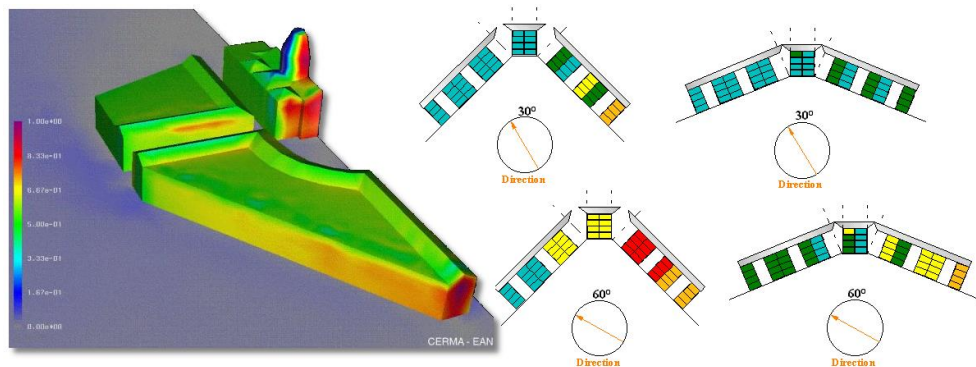 1.00e+00
8.33e-01
6.67e-01
5.00e-01
3.33e-01
1.67e-01
0.00e+00
CERMA - EAN
30°
Direction
30°
Direction
60°
Direction
60°
Direction